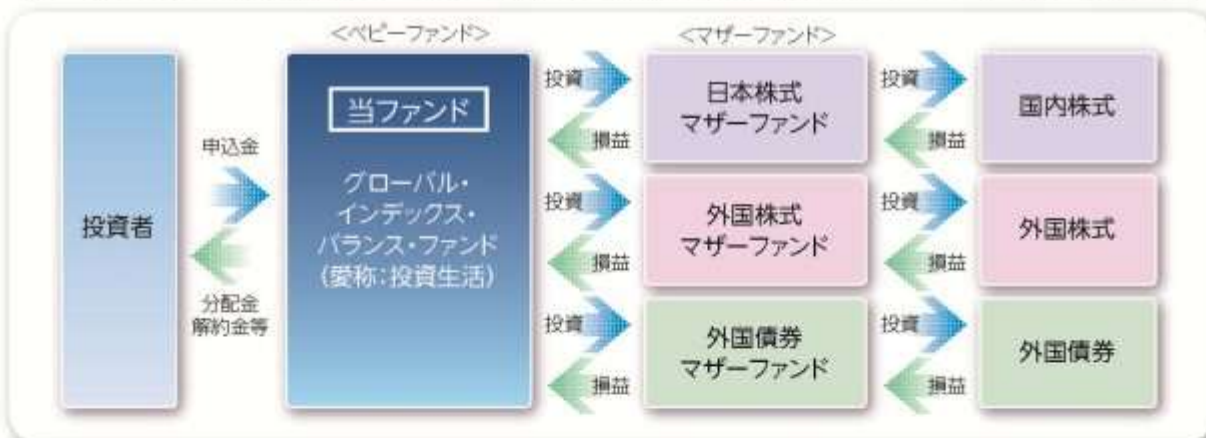 ＜ベビーファンド＞
＜マザーファンド＞
投資者
申込金
分配金
解約金等
当ファンド
グローバル・
インデックス・
バランス・ファンド
（愛称：投資生活）
投資
損益
日本株式
マザーファンド
投資
損益
国内株式
投資
損益
外国株式
マザーファンド
投資
損益
外国株式
投資
損益
外国債券
マザーファンド
投資
損益
外国債券